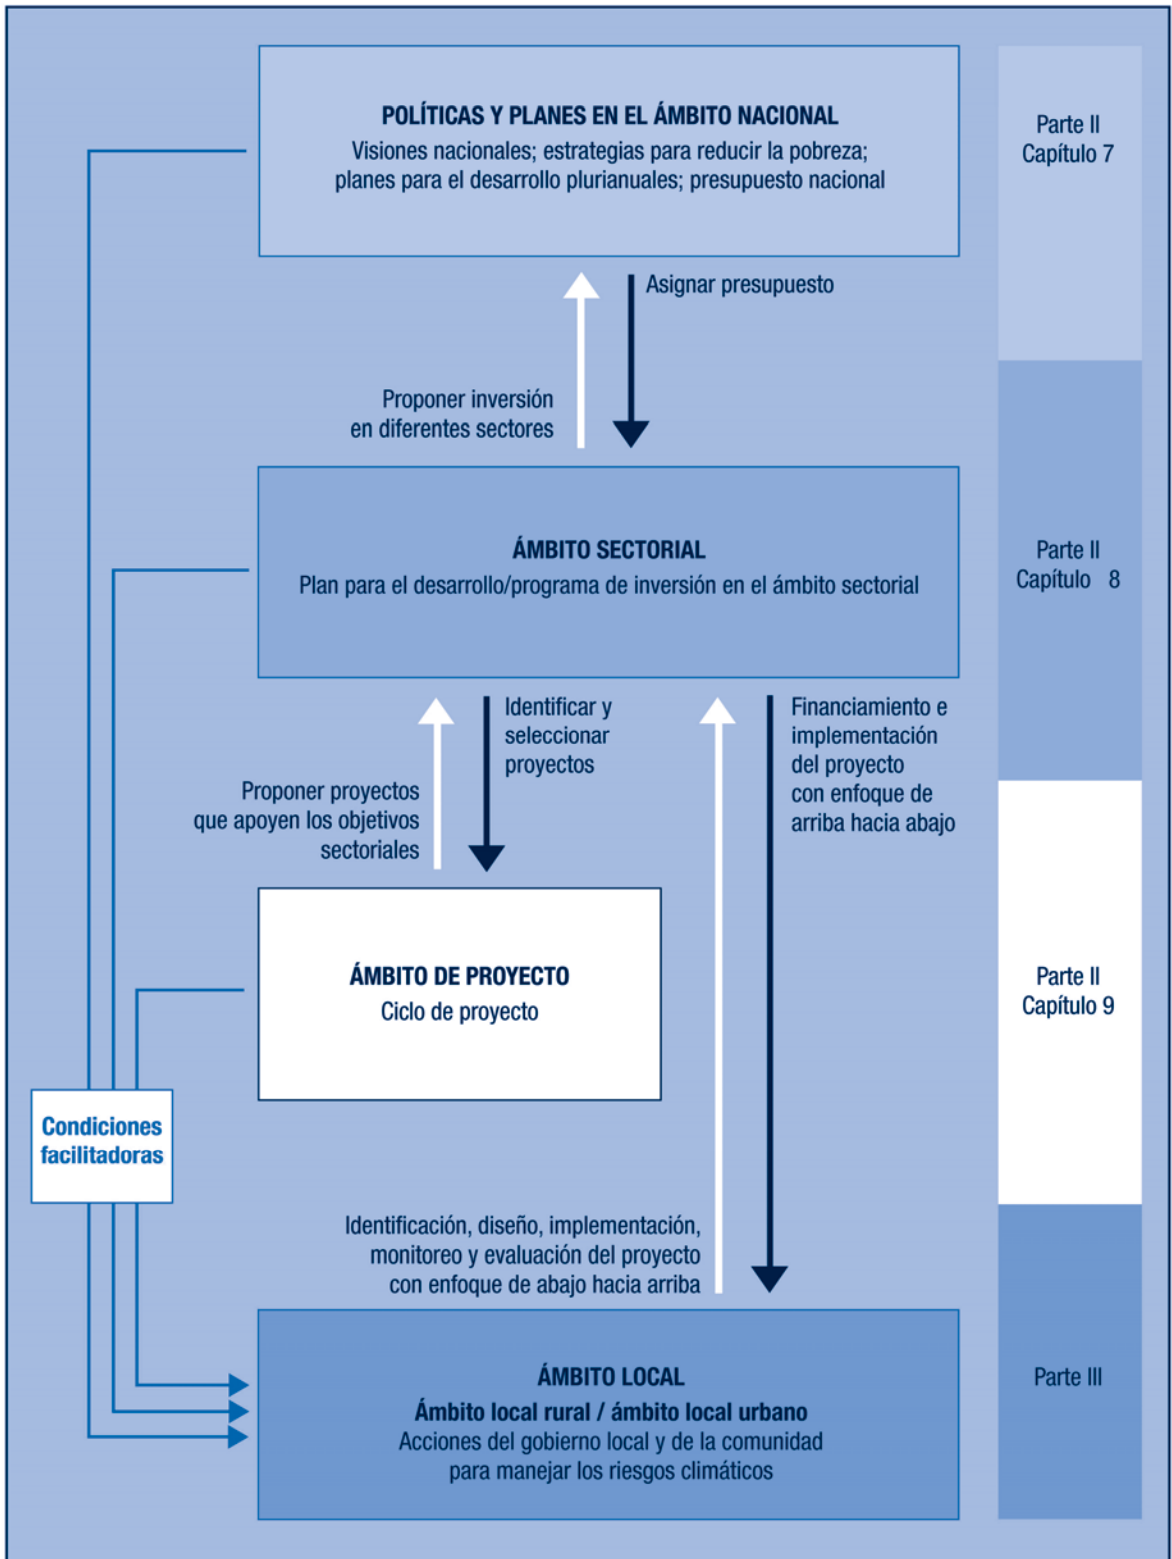 POLÍTICAS Y PLANES EN EL ÁMBITO NACIONAL
Visiones nacionales; estrategias para reducir la pobreza;
planes para el desarrollo plurianuales; presupuesto nacional
Parte II
Capítulo 7
Asignar presupuesto
Proponer inversión
en diferentes sectores
ÁMBITO SECTORIAL
Plan para el desarrollo/programa de inversión en el ámbito sectorial
Parte II
Capítulo 8
Identificar y
seleccionar
proyectos
Financiamiento e
implementación
del proyecto
con enfoque de
arriba hacia abajo
Proponer proyectos
que apoyen los objetivos
sectoriales
ÁMBITO DE PROYECTO
Ciclo de proyecto
Parte II
Capítulo 9
Condiciones
facilitadoras
Identificación, diseño, implementación,
monitoreo y evaluación del proyecto
con enfoque de abajo hacia arriba
ÁMBITO LOCAL
Ámbito local rural / ámbito local urbano
Acciones del gobierno local y de la comunidad
para manejar los riesgos climáticos
Parte III